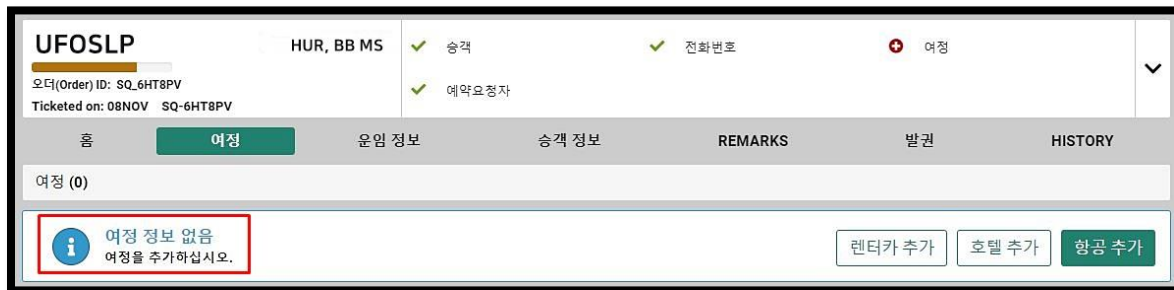 UFOSLP HUR, BB MS
오더(Order) ID: SQ_6HT8PV
Ticketed on: 08NOV SQ-6HT8PV
승객 전화번호 여정
예약요청자
홈 여정 운임 정보 승객 정보 REMARKS 발권 HISTORY
여정 (0)
여정 정보 없음
여정을 추가하십시오.
렌터카 추가 호텔 추가 항공 추가